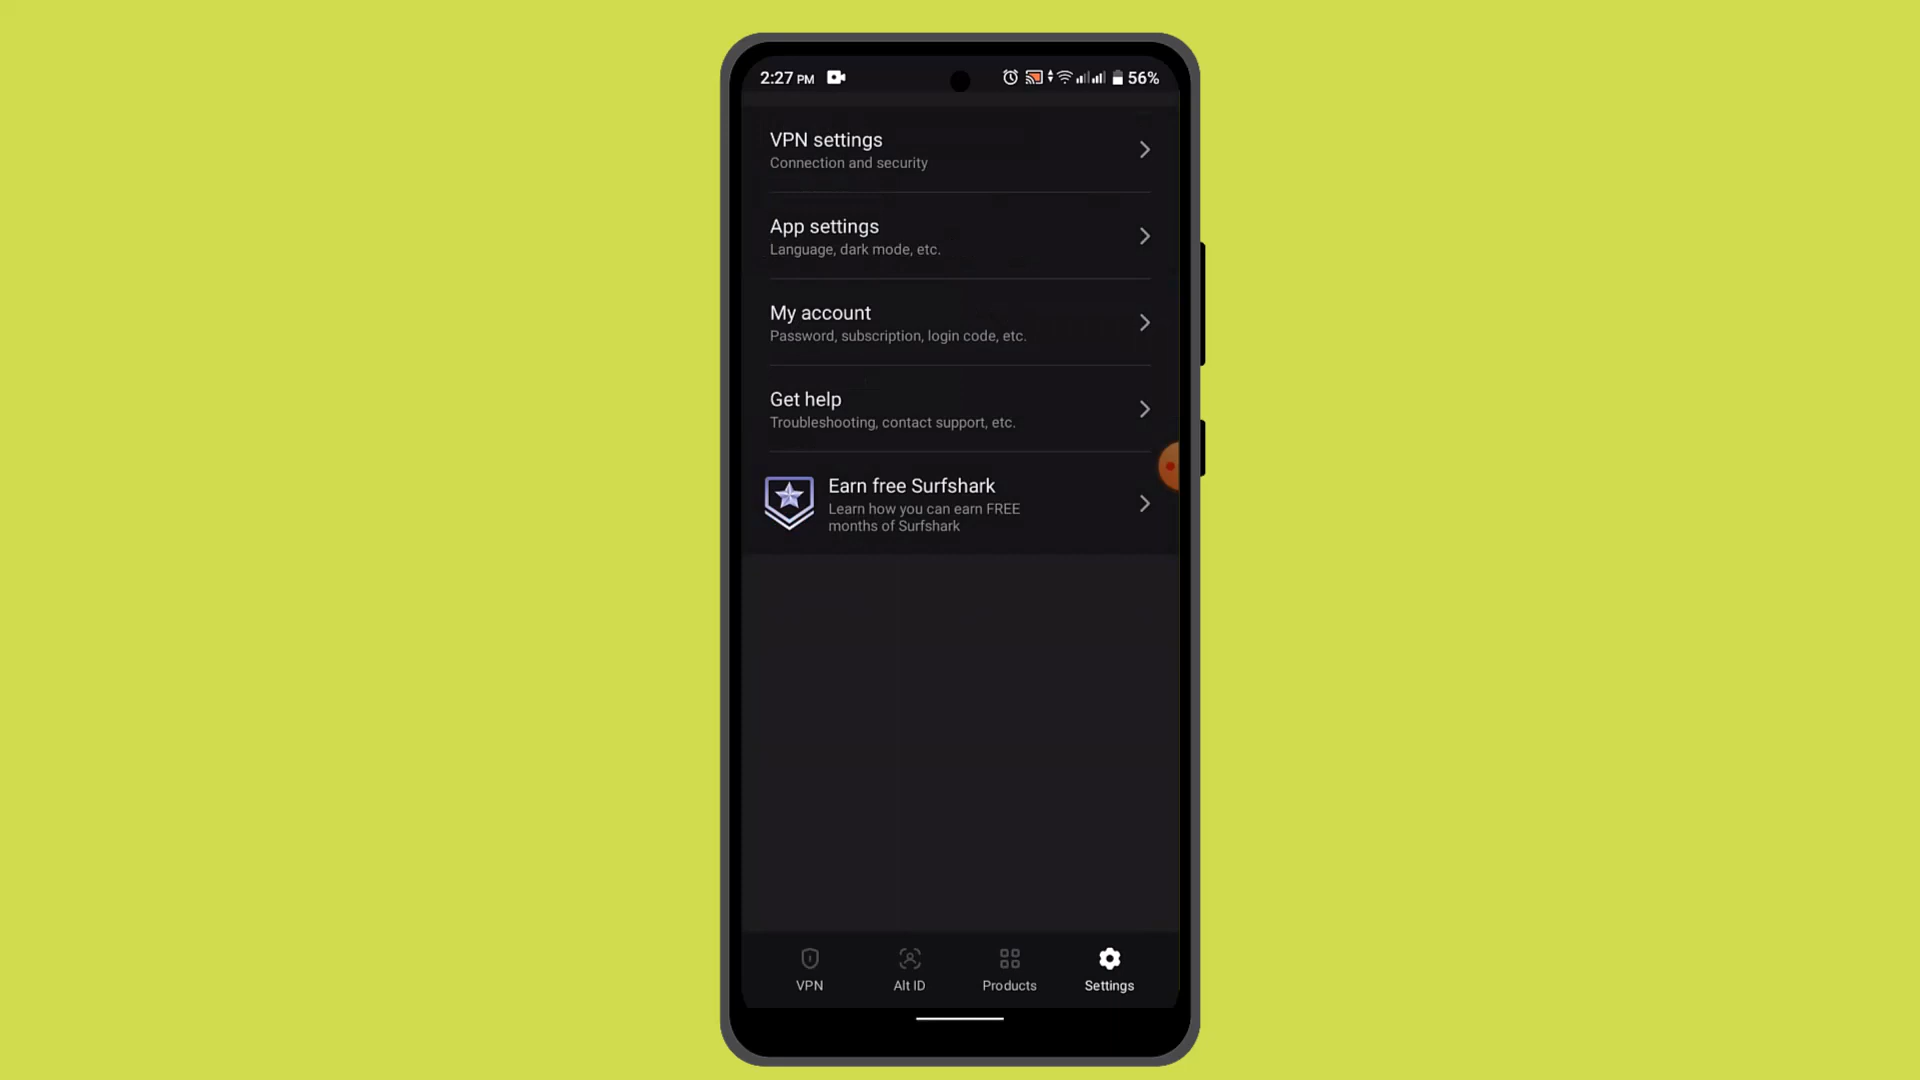 2:27 PM 56%
VPN settings
Connection and security
App settings
Language, dark mode, etc.
My account
Password, subscription, login code, etc.
Get help
Troubleshooting, contact support, etc.
Earn free Surfshark
Learn how you can earn FREE
months of Surfshark
VPN Alt ID Products Settings